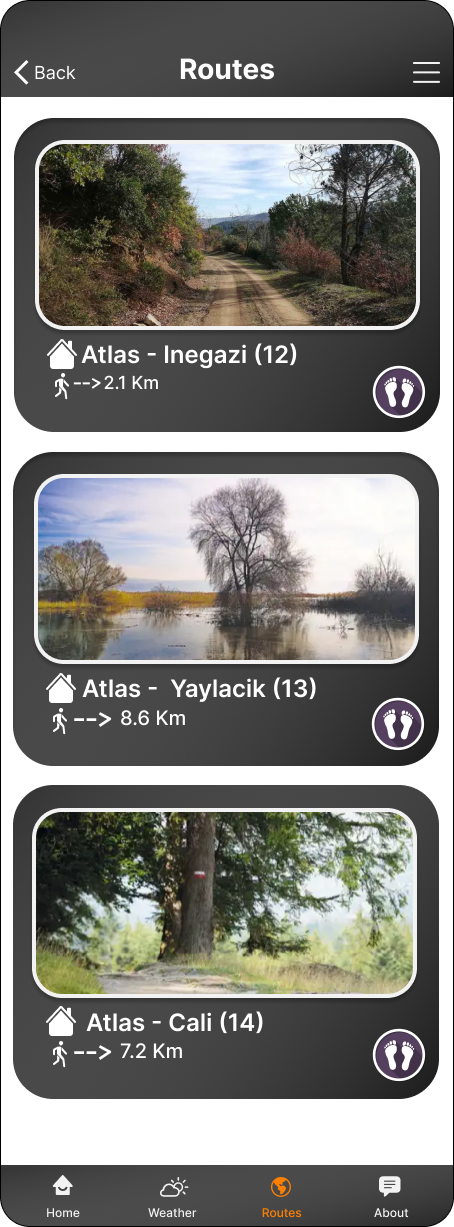 Back
Routes
Atlas - Inegazi (12)
-->2.1 Km
Atlas -  Yaylacik (13)
--> 8.6 Km
Atlas - Cali (14)
--> 7.2 Km
Home
Weather
Routes
About